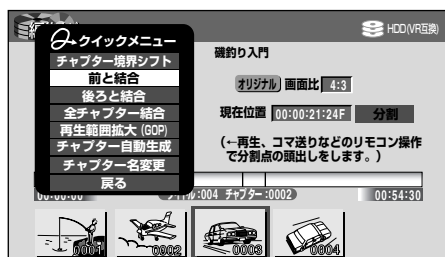 編
HDD(VR互換)
クイックメニュー
チャプター境界シフト
前と結合
後ろと結合
全チャプター結合
再生範囲拡大(GOP)
チャプター自動生成
チャプター名変更
戻る
磯釣り入門
オリジナル 画面比 4:3
現在位置 00:00:21:24F 分割
(←再生、コマ送りなどのリモコン操作
で分割点の頭出しをします。)
00:00:00
:004 チャプター:0002
00:54:30
0001
0002
0003
0004